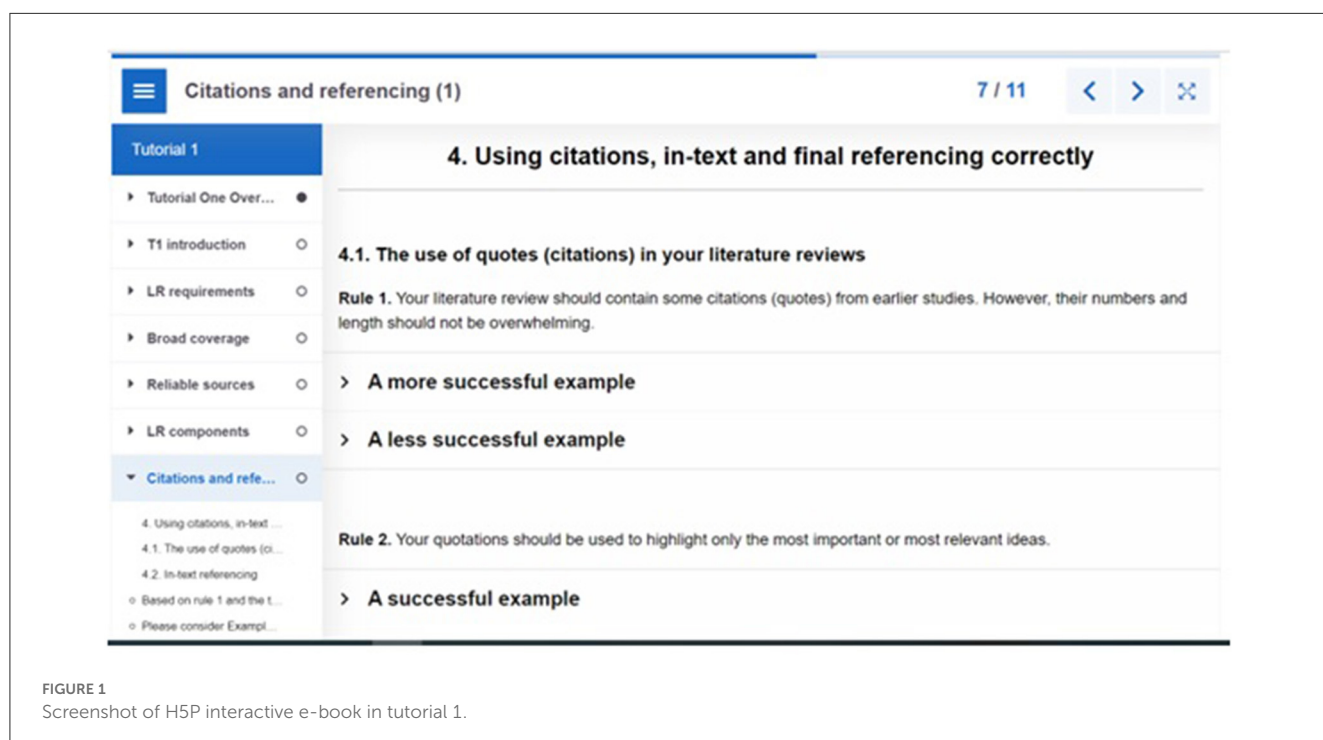 Citations and referencing (1)
7 / 11
Tutorial 1
Tutorial One Over...
T1 introduction
LR requirements
Broad coverage
Reliable sources
LR components
Citations and refe...
4. Using citations, in-text ...
4.1. The use of quotes (ci...
4.2. In-text referencing
Based on rule 1 and the t...
Please consider Exampl...
4. Using citations, in-text and final referencing correctly
4.1. The use of quotes (citations) in your literature reviews
Rule 1. Your literature review should contain some citations (quotes) from earlier studies. However, their numbers and
length should not be overwhelming.
A more successful example
A less successful example
Rule 2. Your quotations should be used to highlight only the most important or most relevant ideas.
A successful example
FIGURE 1
Screenshot of H5P interactive e-book in tutorial 1.